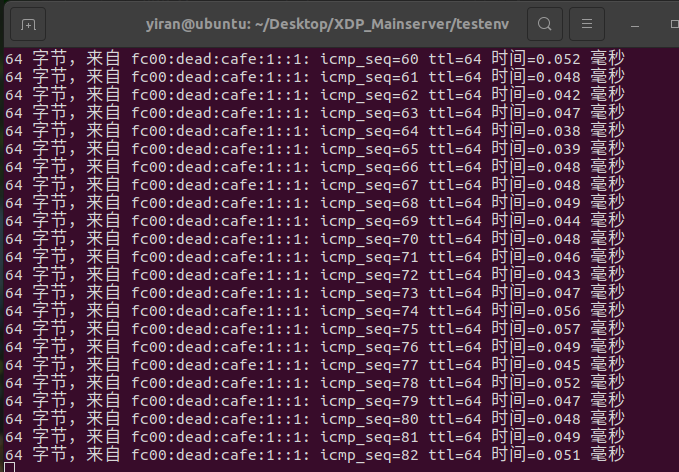 yiran@ubuntu: ~/Desktop/XDP_Mainserver/testenv
64 字节，来自 fc00:dead:cafe:1::1: icmp_seq=60 ttl=64 时间=0.052 毫秒
64 字节，来自 fc00:dead:cafe:1::1: icmp_seq=61 ttl=64 时间=0.048 毫秒
64 字节，来自 fc00:dead:cafe:1::1: icmp_seq=62 ttl=64 时间=0.042 毫秒
64 字节，来自 fc00:dead:cafe:1::1: icmp_seq=63 ttl=64 时间=0.047 毫秒
64 字节，来自 fc00:dead:cafe:1::1: icmp_seq=64 ttl=64 时间=0.038 毫秒
64 字节，来自 fc00:dead:cafe:1::1: icmp_seq=65 ttl=64 时间=0.039 毫秒
64 字节，来自 fc00:dead:cafe:1::1: icmp_seq=66 ttl=64 时间=0.048 毫秒
64 字节，来自 fc00:dead:cafe:1::1: icmp_seq=67 ttl=64 时间=0.048 毫秒
64 字节，来自 fc00:dead:cafe:1::1: icmp_seq=68 ttl=64 时间=0.049 毫秒
64 字节，来自 fc00:dead:cafe:1::1: icmp_seq=69 ttl=64 时间=0.044 毫秒
64 字节，来自 fc00:dead:cafe:1::1: icmp_seq=70 ttl=64 时间=0.048 毫秒
64 字节，来自 fc00:dead:cafe:1::1: icmp_seq=71 ttl=64 时间=0.046 毫秒
64 字节，来自 fc00:dead:cafe:1::1: icmp_seq=72 ttl=64 时间=0.043 毫秒
64 字节，来自 fc00:dead:cafe:1::1: icmp_seq=73 ttl=64 时间=0.047 毫秒
64 字节，来自 fc00:dead:cafe:1::1: icmp_seq=74 ttl=64 时间=0.056 毫秒
64 字节，来自 fc00:dead:cafe:1::1: icmp_seq=75 ttl=64 时间=0.057 毫秒
64 字节，来自 fc00:dead:cafe:1::1: icmp_seq=76 ttl=64 时间=0.049 毫秒
64 字节，来自 fc00:dead:cafe:1::1: icmp_seq=77 ttl=64 时间=0.045 毫秒
64 字节，来自 fc00:dead:cafe:1::1: icmp_seq=78 ttl=64 时间=0.052 毫秒
64 字节，来自 fc00:dead:cafe:1::1: icmp_seq=79 ttl=64 时间=0.047 毫秒
64 字节，来自 fc00:dead:cafe:1::1: icmp_seq=80 ttl=64 时间=0.048 毫秒
64 字节，来自 fc00:dead:cafe:1::1: icmp_seq=81 ttl=64 时间=0.049 毫秒
64 字节，来自 fc00:dead:cafe:1::1: icmp_seq=82 ttl=64 时间=0.051 毫秒